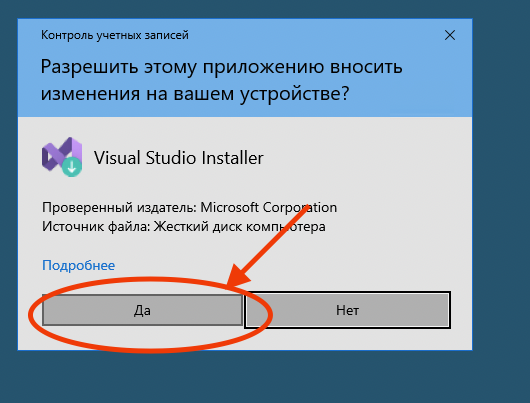 Контроль учетных записей
Разрешить этому приложению вносить
изменения на вашем устройстве?
Visual Studio Installer
Проверенный издатель: Microsoft Corporation
Источник файла: Жесткий диск компьютера
Подробнее
Да
Нет